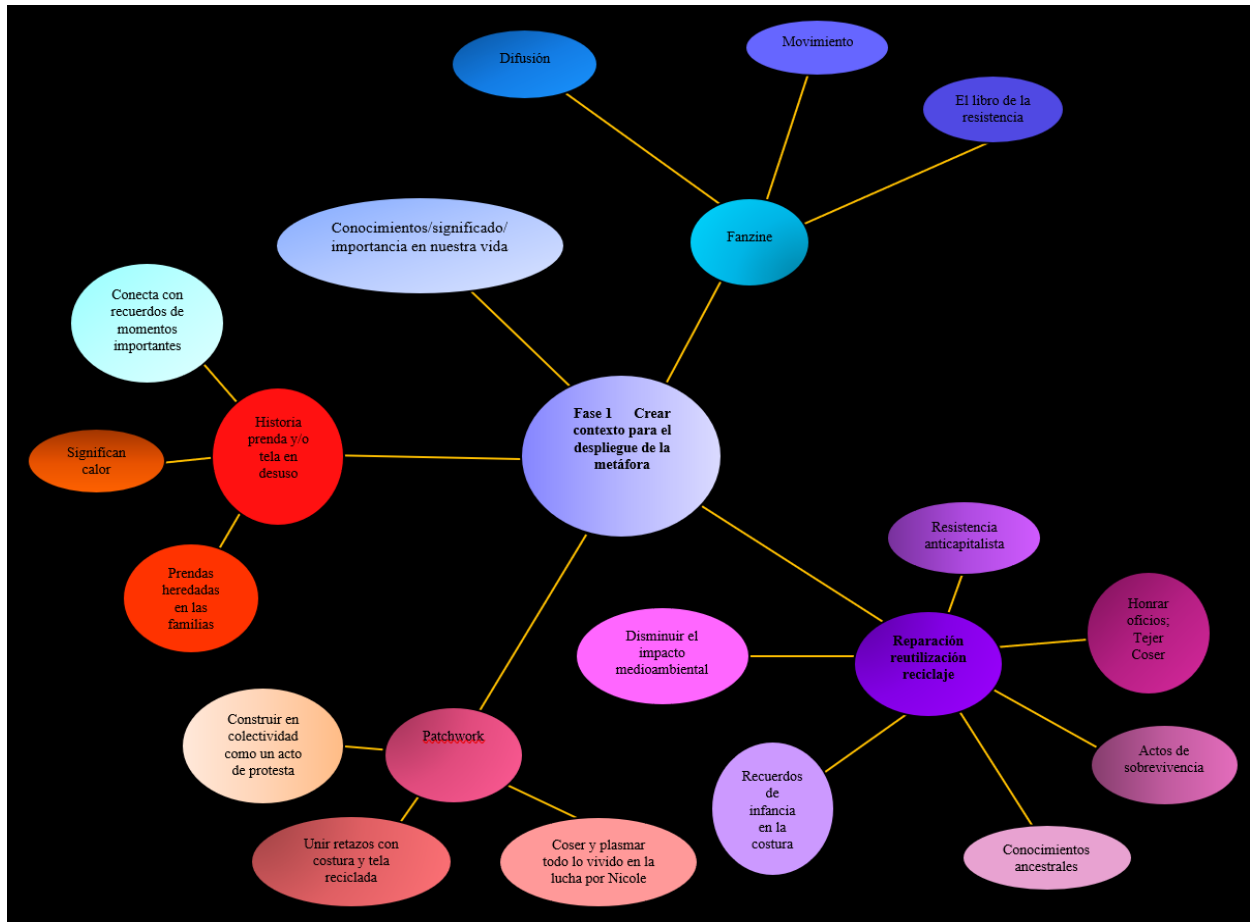 Difusión
Movimiento
El libro de la
resistencia
Fanzine
Conocimientos/significado/
importancia en nuestra vida
Conecta con
recuerdos de
momentos
importantes
Historia
prenda y/o
tela en
desuso
Significan
calor
Prendas
heredadas
en las
familias
Fase 1 Crear
contexto para el
despliegue de la
metáfora
Resistencia
anticapitalista
Honrar
oficios;
Tejer
Coser
Reparación
reutilización
reciclaje
Disminuir el
impacto
medioambiental
Actos de
sobrevivencia
Recuerdos
de
infancia
en la
costura
Conocimientos
ancestrales
Patchwork
Construir en
colectividad
como un acto
de protesta
Unir retazos con
costura y tela
reciclada
Coser y plasmar
todo lo vivido en la
lucha por Nicole